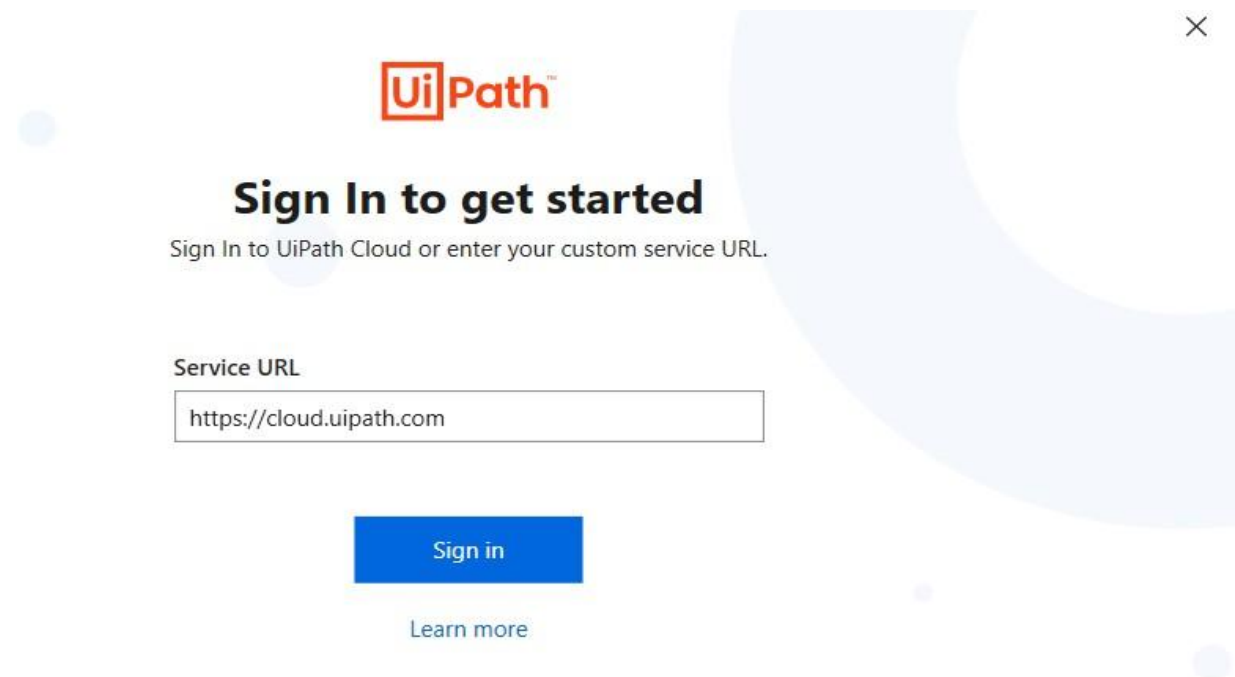 UiPath™
Sign In to get started
Sign In to UiPath Cloud or enter your custom service URL.
Service URL
https://cloud.uipath.com
Sign in
Learn more